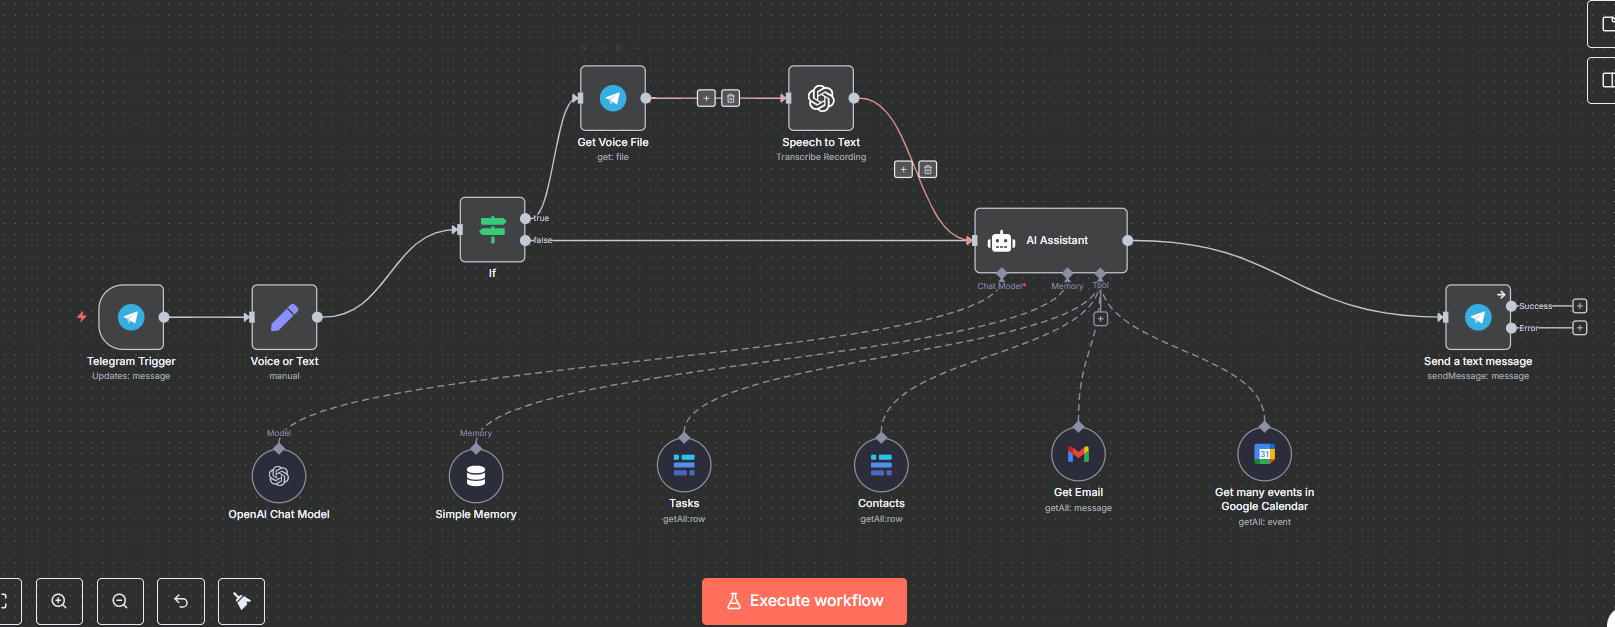 Get Voice File
get: file
Speech to Text
Transcribe Recording
true
false
If
AI Assistant
Chat Model*
Memory
Tool
Telegram Trigger
Updates: message
Voice or Text
manual
Success
Error
Send a text message
sendMessage: message
Model
OpenAI Chat Model
Memory
Simple Memory
Tasks
getAll:row
Contacts
getAll:row
Get Email
getAll: message
31
Get many events in
Google Calendar
getAll: event
Execute workflow